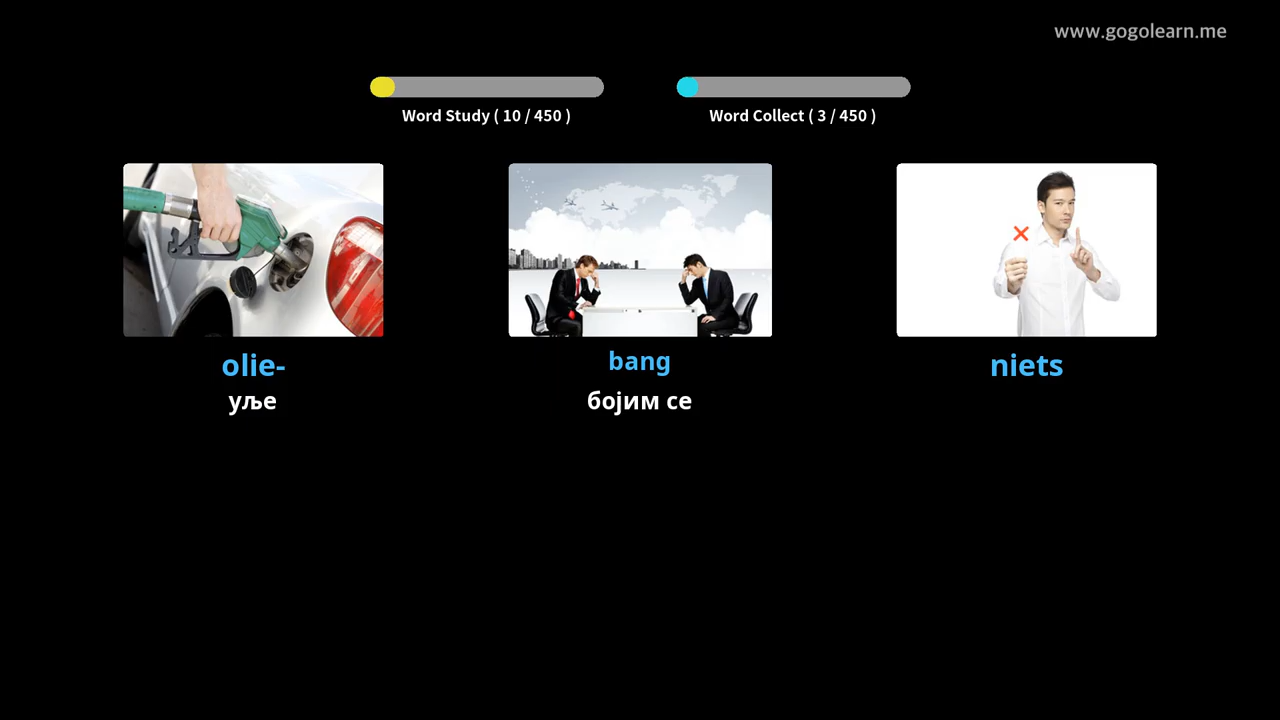 www.gogolearn.me
Word Study ( 10 / 450 )
Word Collect ( 3 / 450 )
olie-
bang
niets
уље
бојим се